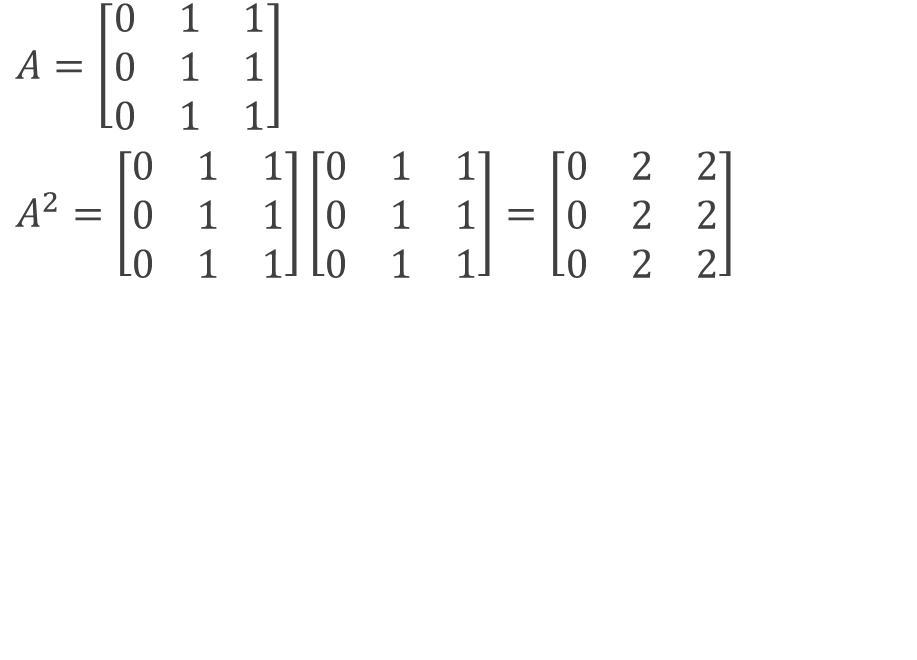 A = [0 1 1
0 1 1
0 1 1]
A² = [0 1 1
0 1 1
0 1 1] [0 1 1
0 1 1
0 1 1] = [0 2 2
0 2 2
0 2 2]